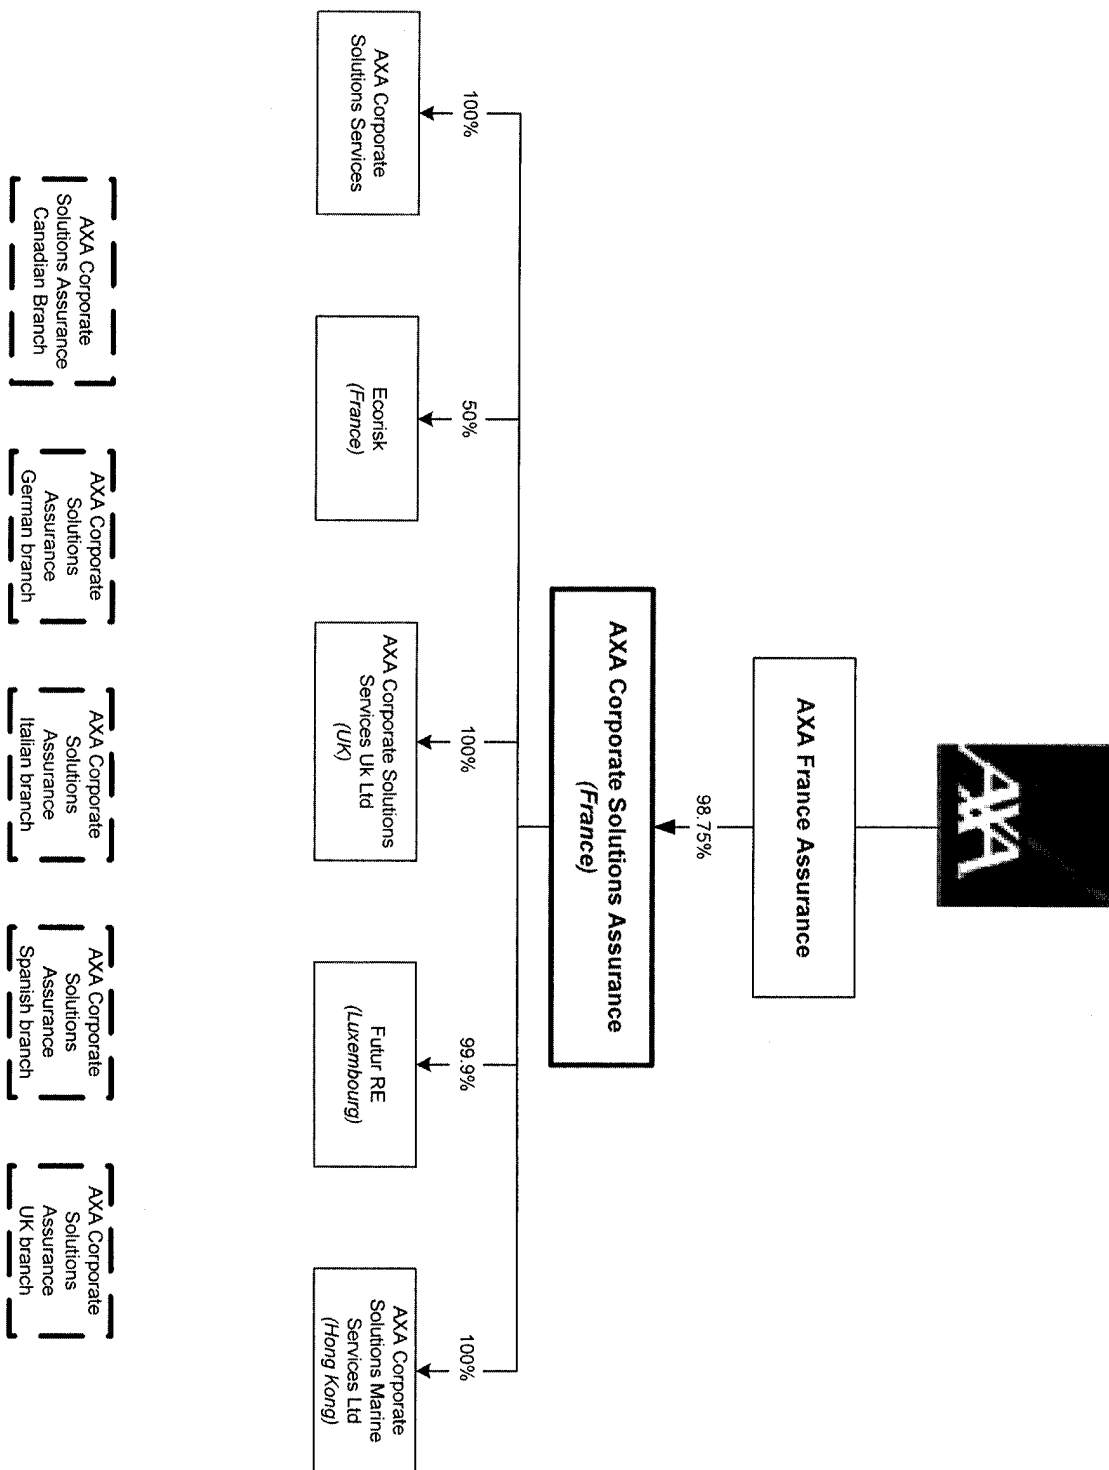 AXA
AXA France Assurance
98.75%
AXA Corporate Solutions Assurance
(France)
100%
50%
100%
99.9%
100%
AXA Corporate
Solutions Services
Ecorisk
(France)
AXA Corporate Solutions
Services Uk Ltd
(UK)
Futur RE
(Luxembourg)
AXA Corporate
Solutions Marine
Services Ltd
(Hong Kong)
AXA Corporate
Solutions Assurance
Canadian Branch
AXA Corporate
Solutions
Assurance
German branch
AXA Corporate
Solutions
Assurance
Italian branch
AXA Corporate
Solutions
Assurance
Spanish branch
AXA Corporate
Solutions
Assurance
UK branch